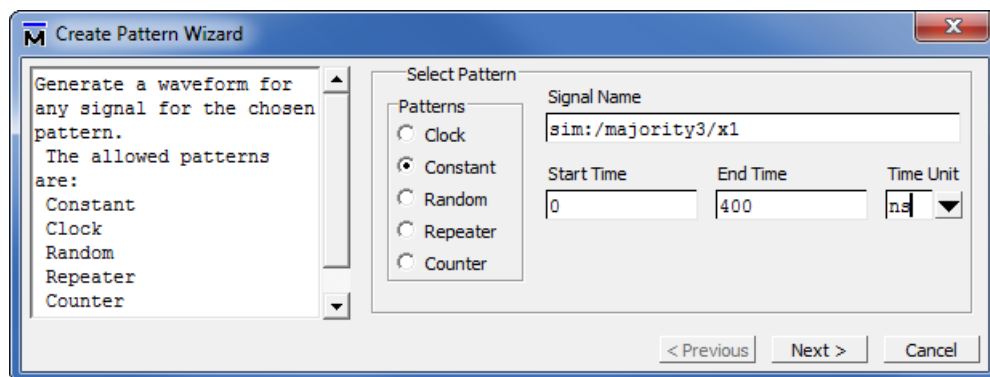 Create Pattern Wizard
Generate a waveform for
any signal for the chosen
pattern.
The allowed patterns
are:
Constant
Clock
Random
Repeater
Counter
Select Pattern
Patterns
Clock
Constant
Random
Repeater
Counter
Signal Name
sim:/majority3/x1
Start Time
End Time
Time Unit
0
400
ns
< Previous
Next >
Cancel